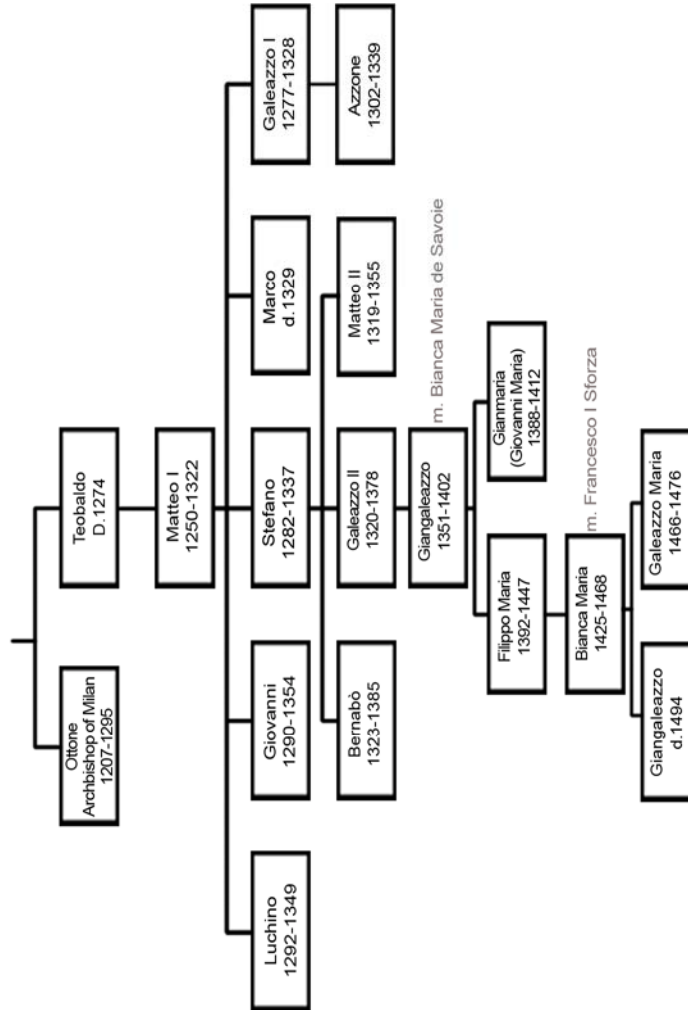 Ottone
Archbishop of Milan
1207-1295
Teobaldo
D.1274
Matteo I
1250-1322
Luchino
1292-1349
Giovanni
1290-1354
Stefano
1282-1337
Marco
d.1329
Galeazzo I
1277-1328
Bernabò
1323-1385
Galeazzo II
1320-1378
Matteo II
1319-1355
Azzone
1302-1339
Giangaleazzo
1351-1402
m. Bianca Maria de Savoie
Filippo Maria
1392-1447
Gianmaria
(Giovanni Maria)
1388-1412
Bianca Maria
1425-1468
m. Francesco I Sforza
Giangaleazzo
d.1494
Galeazzo Maria
1466-1476